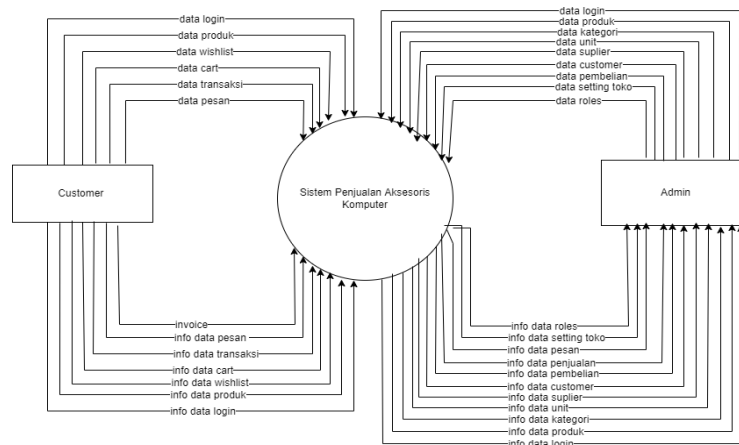 data login
data produk
data wishlist
data cart
data transaksi
data pesan
data login
data produk
data kategori
data unit
data suplier
data customer
data pembelian
data setting toko
data roles
Customer
Sistem Penjualan Aksesoris
Komputer
Admin
invoice
info data pesan
info data transaksi
info data cart
info data wishlist
info data produk
info data login
info data roles
info data setting toko
info data pesan
info data penjualan
info data pembelian
info data customer
info data suplier
info data unit
info data kategori
info data produk
info data login